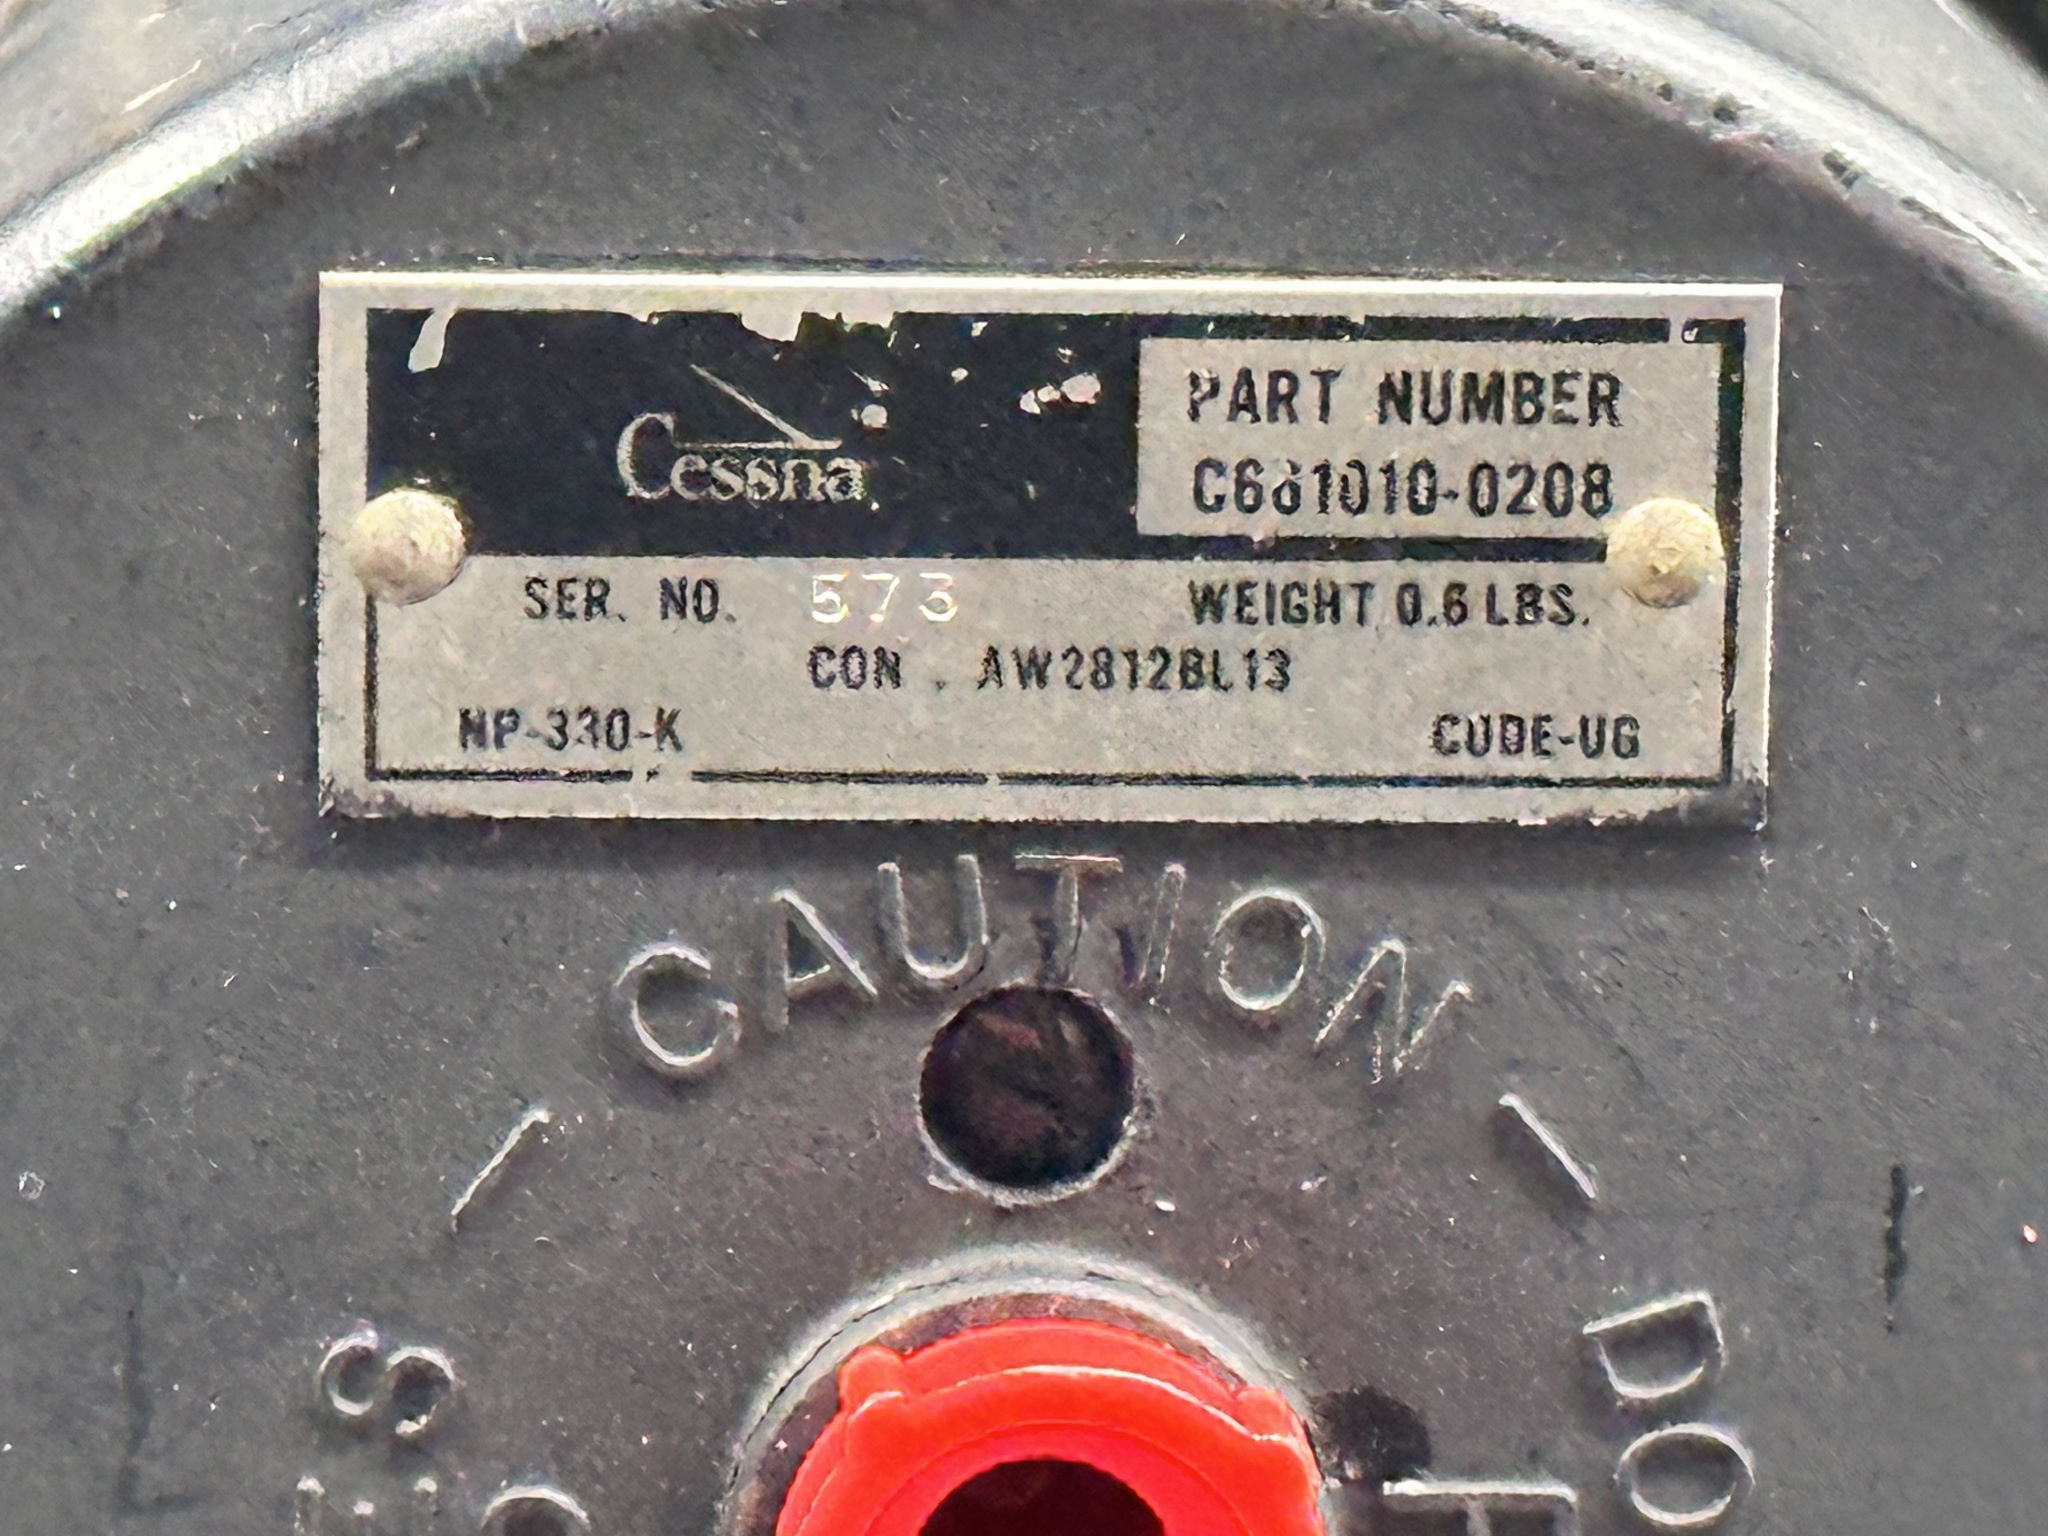 Cessna
PART NUMBER
C661010-0208
SER. NO. 573 WEIGHT 0.6 LBS.
CON. AW2812BL13
NP-330-K CODE-UG
- CAUTION -
DO